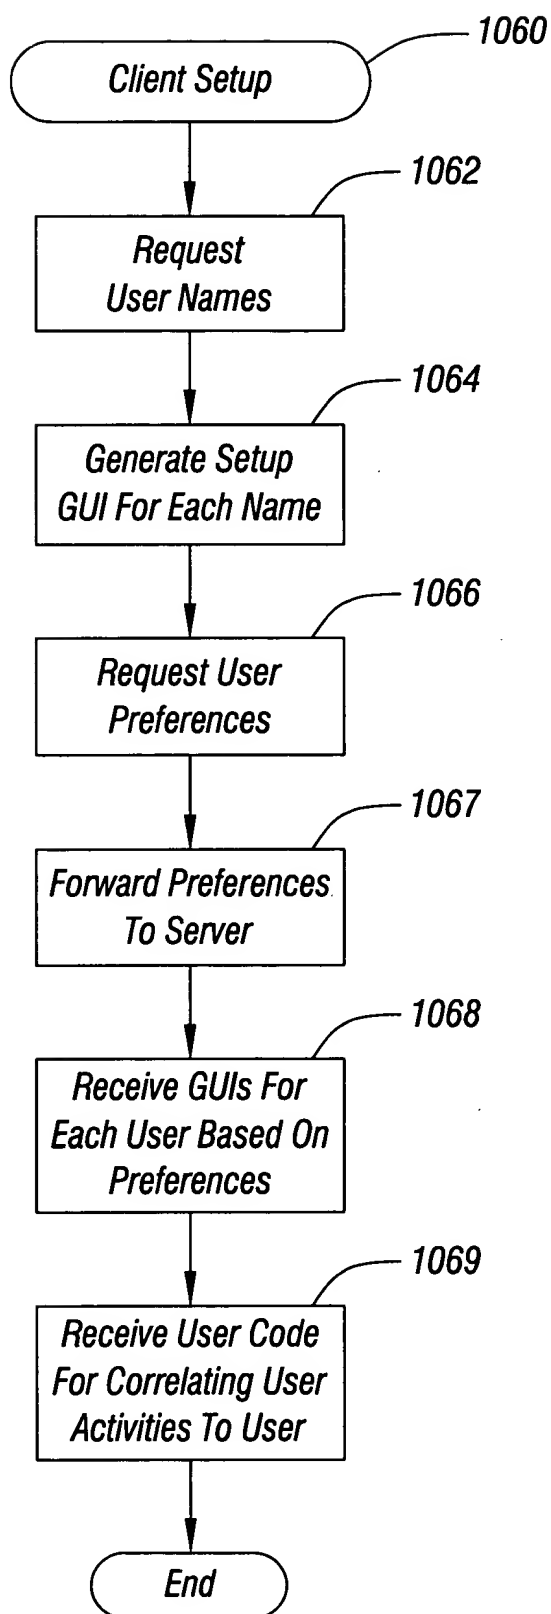 1060
Client Setup
1062
Request
User Names
1064
Generate Setup
GUI For Each Name
1066
Request User
Preferences
1067
Forward Preferences
To Server
1068
Receive GUIs For
Each User Based On
Preferences
1069
Receive User Code
For Correlating User
Activities To User
End